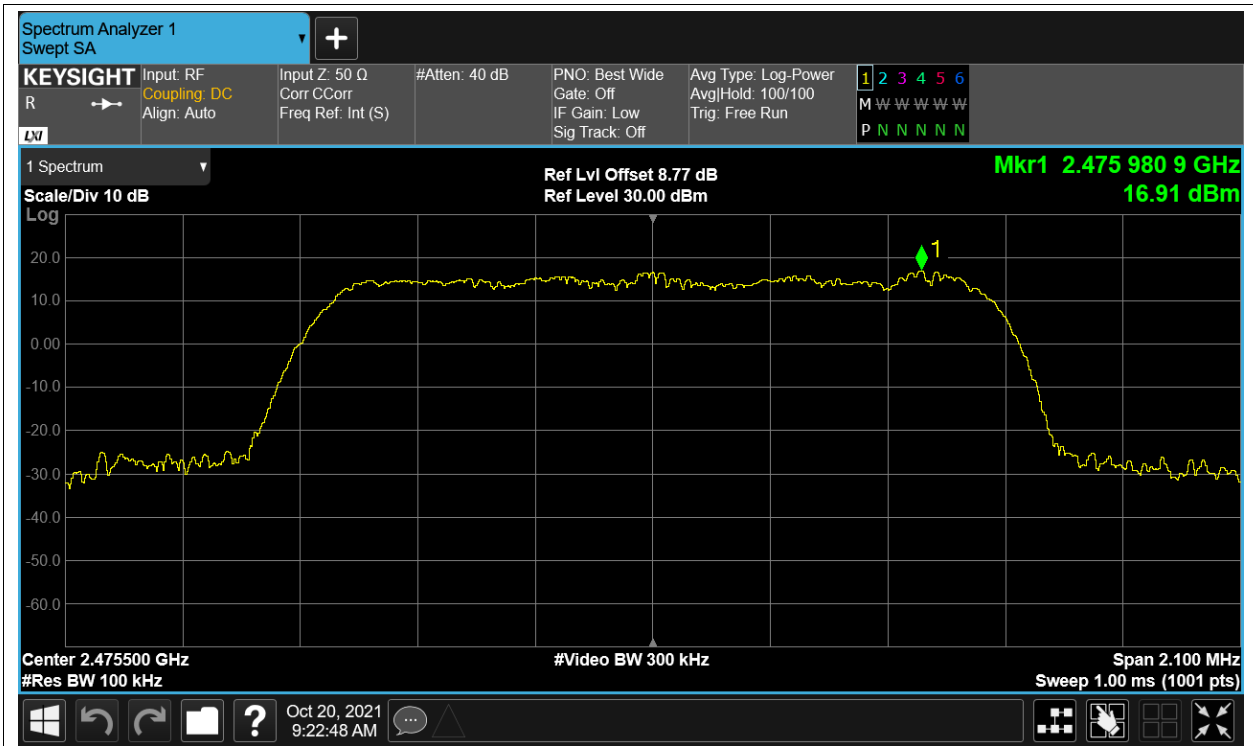 Spectrum Analyzer 1
Swept SA
+
KEYSIGHT Input: RF Input Z: 50 Ω #Atten: 40 dB PNO: Best Wide Avg Type: Log-Power 1 2 3 4 5 6
R Coupling: DC Corr CCorr Gate: Off Avg|Hold: 100/100 M W W W W W W
Align: Auto Freq Ref: Int (S) IF Gain: Low Trig: Free Run
LXI Sig Track: Off P N N N N N
1 Spectrum Ref Lvl Offset 8.77 dB Mkr1 2.475 980 9 GHz
Scale/Div 10 dB Ref Level 30.00 dBm 16.91 dBm
Log
1
20.0
10.0
0.00
-10.0
-20.0
-30.0
-40.0
-50.0
-60.0
Center 2.475500 GHz #Video BW 300 kHz Span 2.100 MHz
#Res BW 100 kHz Sweep 1.00 ms (1001 pts)
? Oct 20, 2021
9:22:48 AM